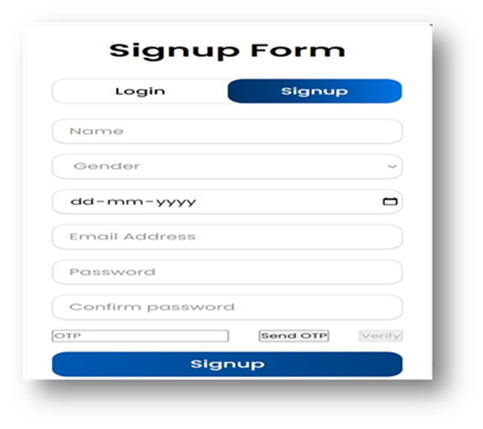 Signup Form
Login Signup
Name
Gender
dd-mm-yyyy
Email Address
Password
Confirm password
OTP Send OTP Verify
Signup